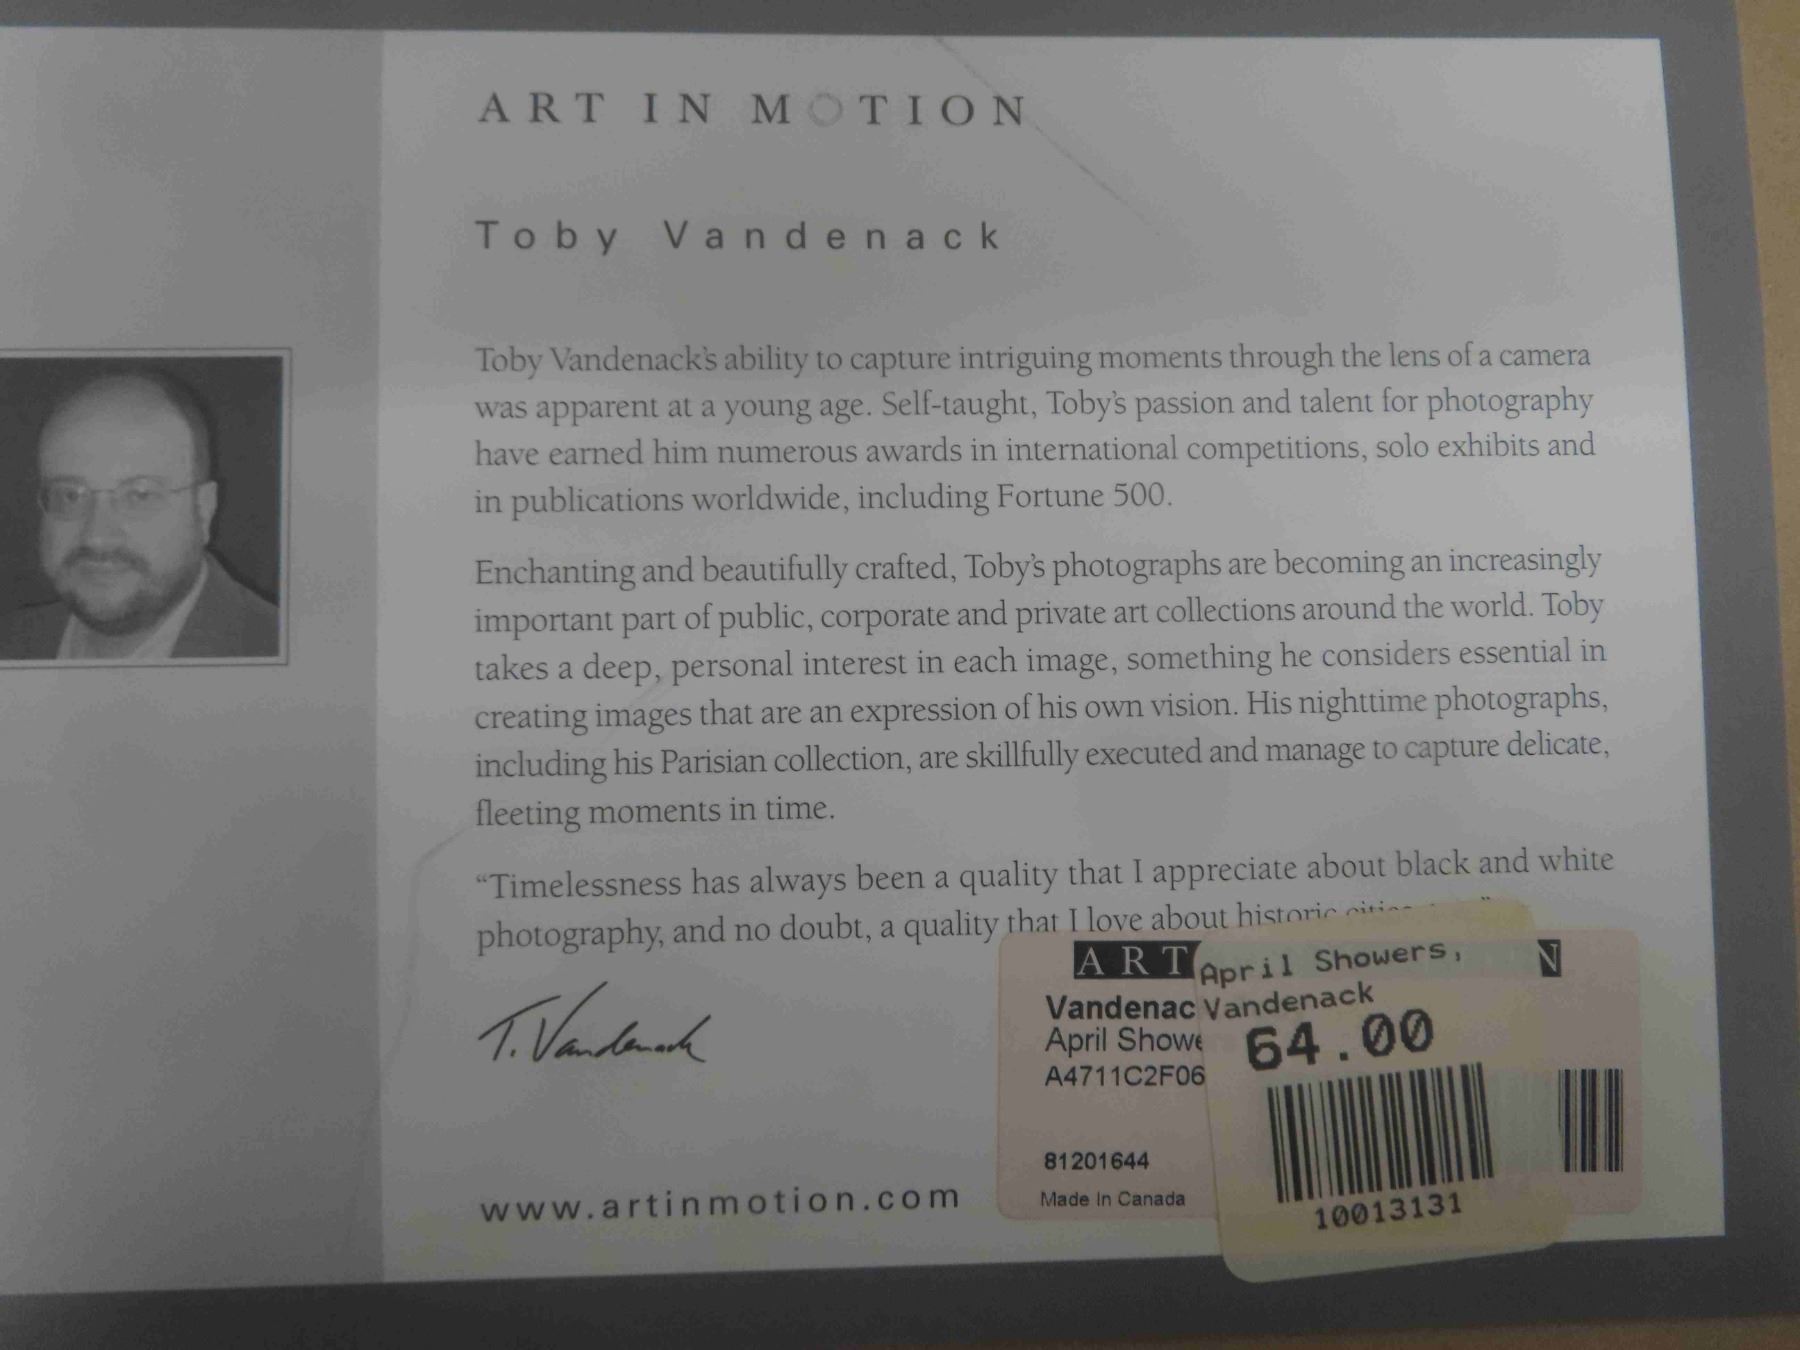 ART IN MOTION
Toby Vandenack
Toby Vandenack's ability to capture intriguing moments through the lens of a camera
was apparent at a young age. Self-taught, Toby's passion and talent for photography
have earned him numerous awards in international competitions, solo exhibits and
in publications worldwide, including Fortune 500.
Enchanting and beautifully crafted, Toby's photographs are becoming an increasingly
important part of public, corporate and private art collections around the world. Toby
takes a deep, personal interest in each image, something he considers essential in
creating images that are an expression of his own vision. His nighttime photographs,
including his Parisian collection, are skillfully executed and manage to capture delicate,
fleeting moments in time.
“Timelessness has always been a quality that I appreciate about black and white
photography, and no doubt, a quality that I love about historic
T. Vandenack
www.artinmotion.com
ART N
Vandenac
April Showe
A4711C2F06
81201644
Made In Canada
April Showers,
Vandenack
64.00
10013131